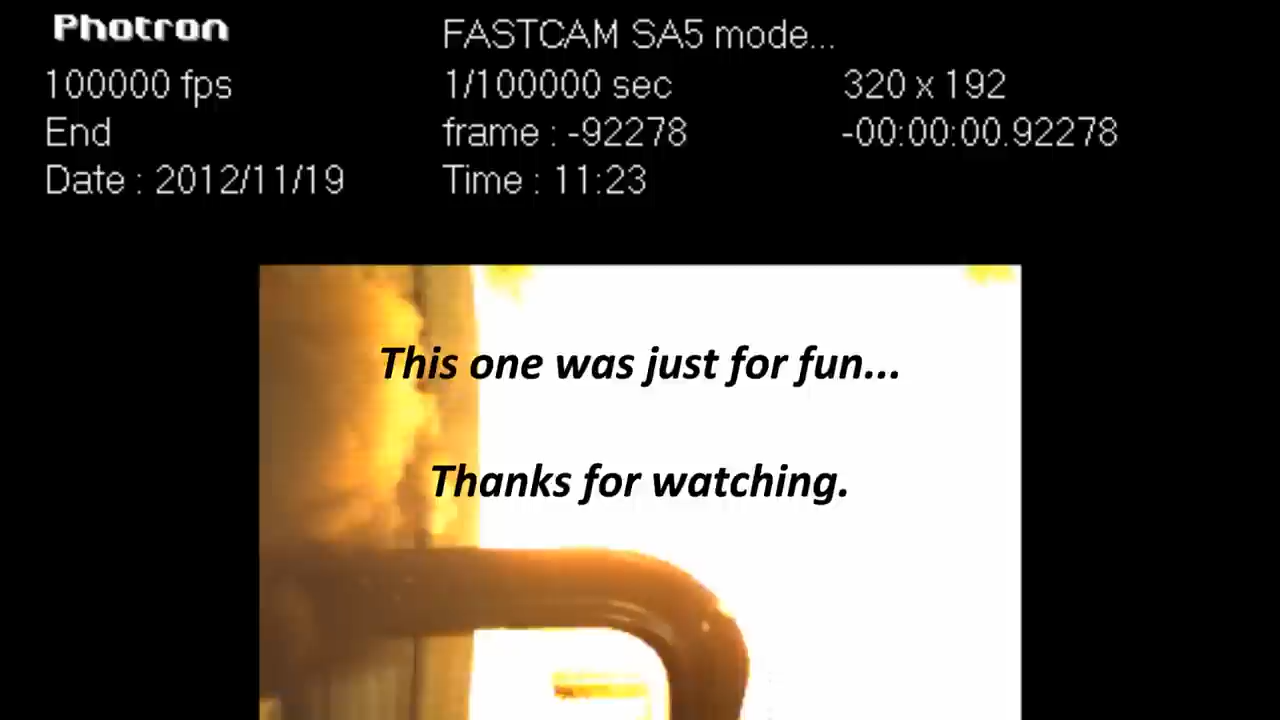 Photron FASTCAM SA5 mode...
100000 fps 1/100000 sec 320 x 192
End frame : -92278 -00:00:00.92278
Date : 2012/11/19 Time : 11:23
This one was just for fun...
Thanks for watching.